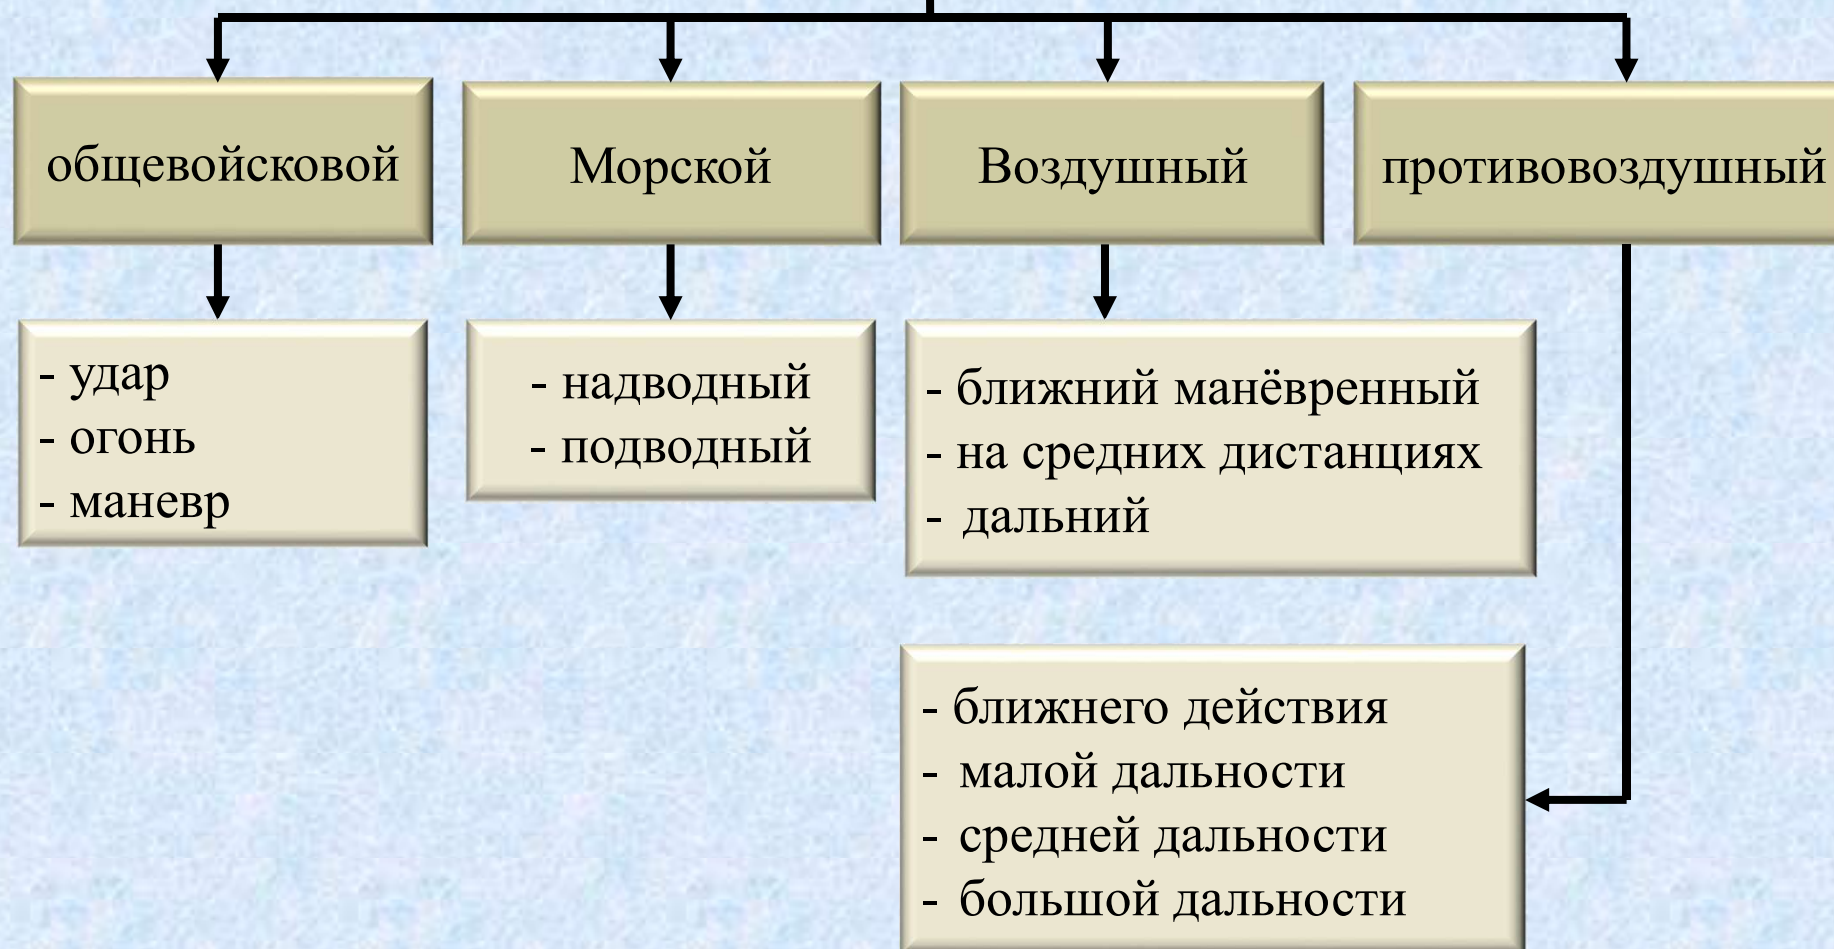 общевойсковой
Морской
Воздушный
противовоздушный
- удар
- огонь
- маневр
- надводный
- подводный
- ближний манёвренный
- на средних дистанциях
- дальний
- ближнего действия
- малой дальности
- средней дальности
- большой дальности